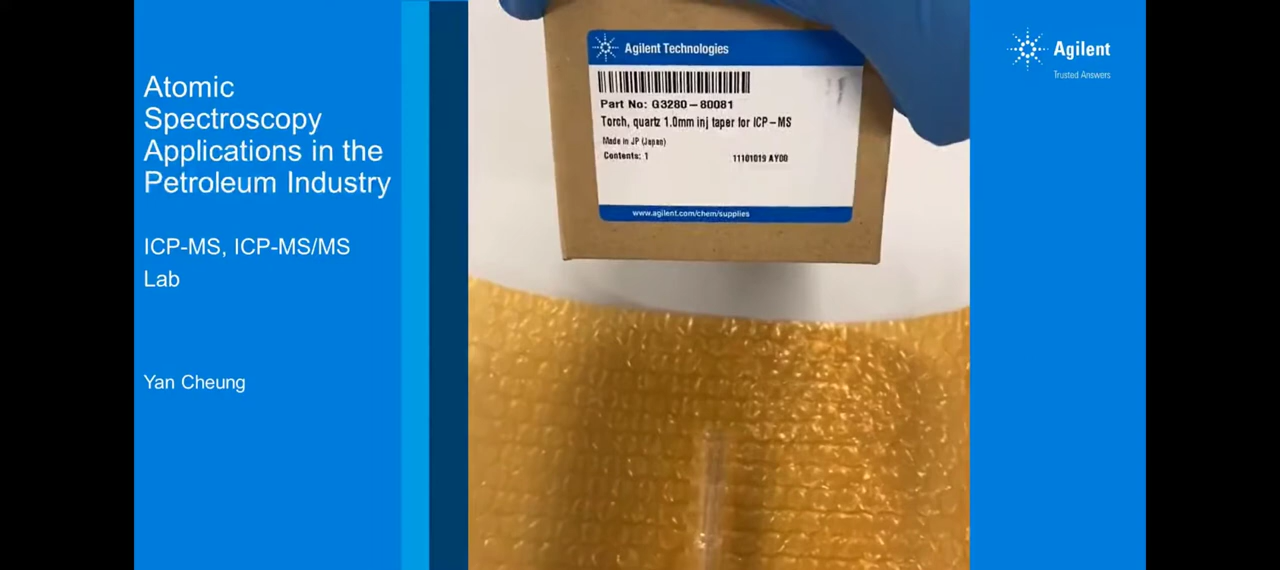 Atomic
Spectroscopy
Applications in the
Petroleum Industry
ICP-MS, ICP-MS/MS
Lab
Yan Cheung
Agilent Technologies
Part No: G3280-80081
Torch, quartz 1.0mm inj taper for ICP-MS
Made in JP (Japan)
Contents: 1
11101019 AY00
www.agilent.com/chem/supplies
Agilent
Trusted Answers